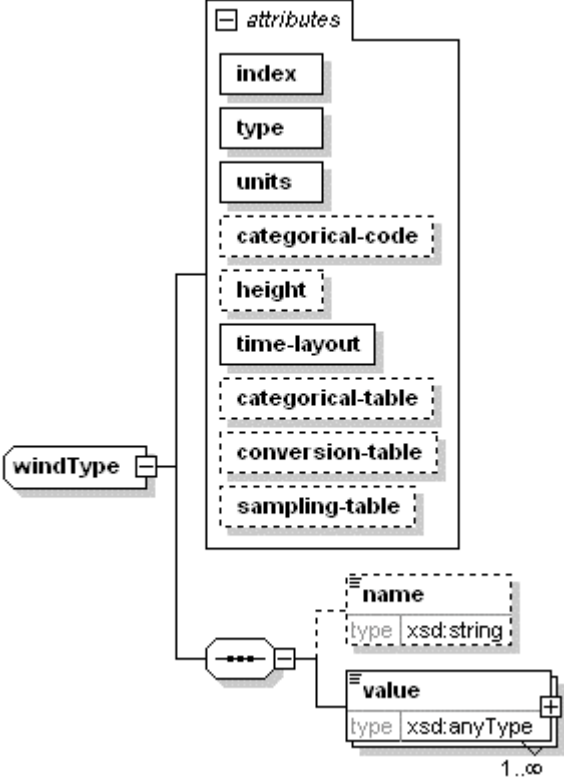 attributes
index
type
units
categorical-code
height
time-layout
categorical-table
conversion-table
windType
sampling-table
name
type xsd:string
value
type xsd:anyType
1..∞